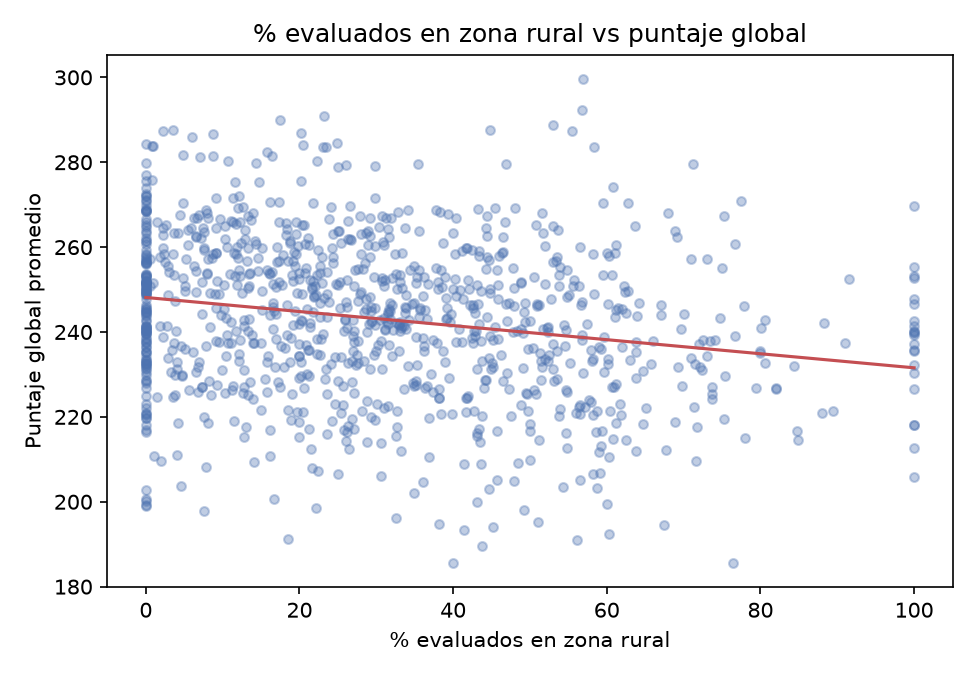 % evaluados en zona rural vs puntaje global
300
280
260
240
220
200
180
Puntaje global promedio
0 20 40 60 80 100
% evaluados en zona rural